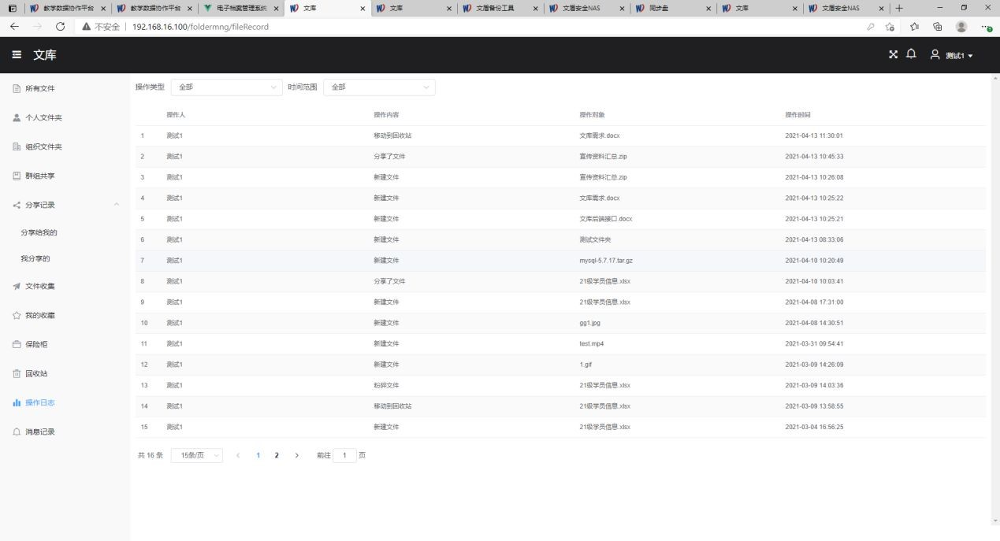 教学数据协作平台 教学数据协作平台 电子档案管理系统 文库 文库 文盾备份工具 文盾安全NAS 同步盘 文库 文盾安全NAS
不安全 192.168.16.100/foldermng/fileRecord
文库 测试1
所有文件
个人文件夹
组织文件夹
群组共享
分享记录
分享给我的
我分享的
文件收集
我的收藏
保险柜
回收站
操作日志
消息记录
操作类型 全部 时间范围 全部
操作人 操作内容 操作对象 操作时间
1 测试1 移动到回收站 文库需求.docx 2021-04-13 11:30:01
2 测试1 分享了文件 宣传资料汇总.zip 2021-04-13 10:45:33
3 测试1 新建文件 宣传资料汇总.zip 2021-04-13 10:26:08
4 测试1 新建文件 文库需求.docx 2021-04-13 10:25:22
5 测试1 新建文件 文库后端接口.docx 2021-04-13 10:25:21
6 测试1 新建文件 测试文件夹 2021-04-13 08:33:06
7 测试1 新建文件 mysql-5.7.17.tar.gz 2021-04-10 10:20:49
8 测试1 分享了文件 21级学员信息.xlsx 2021-04-10 10:03:41
9 测试1 新建文件 21级学员信息.xlsx 2021-04-08 17:31:00
10 测试1 新建文件 gg1.jpg 2021-04-08 14:30:51
11 测试1 新建文件 test.mp4 2021-03-31 09:54:41
12 测试1 新建文件 1.gif 2021-03-09 14:26:09
13 测试1 粉碎文件 21级学员信息.xlsx 2021-03-09 14:03:36
14 测试1 移动到回收站 21级学员信息.xlsx 2021-03-09 13:58:55
15 测试1 新建文件 21级学员信息.xlsx 2021-03-04 16:56:25
共 16 条 15条/页 1 2 前往 1 页